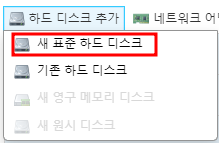 하드 디스크 추가 네트워크 어
새 표준 하드 디스크
기존 하드 디스크
새 영구 메모리 디스크
새 원시 디스크